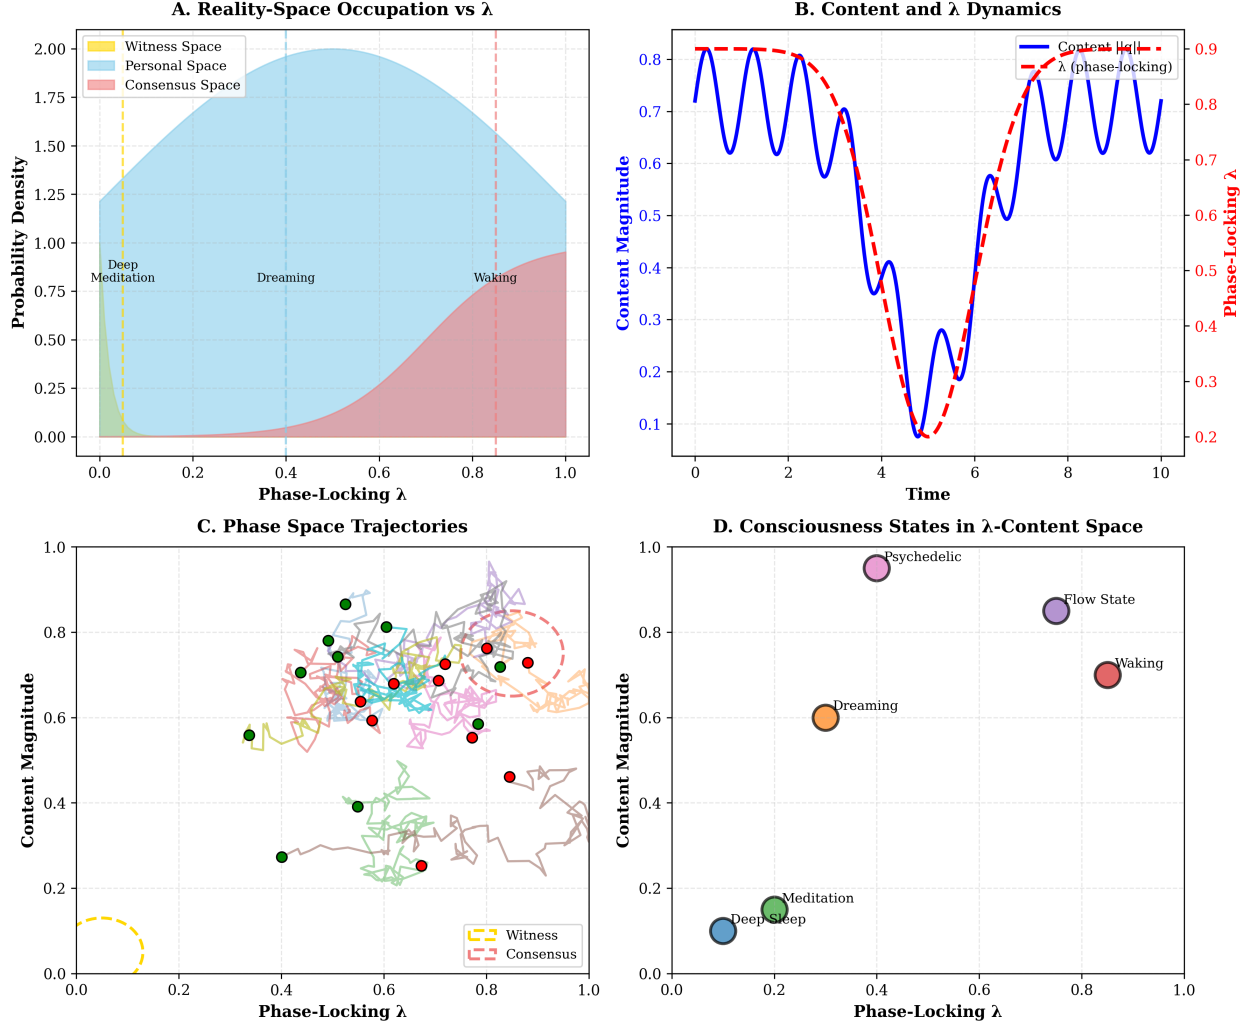 A. Reality-Space Occupation vs λ
Witness Space
Personal Space
Consensus Space
2.00
1.75
1.50
1.25
1.00
0.75
0.50
0.25
0.00
Probability Density
Deep
Meditation
Dreaming
Waking
0.0 0.2 0.4 0.6 0.8 1.0
Phase-Locking λ
B. Content and λ Dynamics
Content ||q||
λ (phase-locking)
0.8
0.7
0.6
0.5
0.4
0.3
0.2
0.1
Content Magnitude
0.9
0.8
0.7
0.6
0.5
0.4
0.3
0.2
Phase-Locking λ
0 2 4 6 8 10
Time
C. Phase Space Trajectories
1.0
0.8
0.6
0.4
0.2
0.0
Content Magnitude
Witness
Consensus
0.0 0.2 0.4 0.6 0.8 1.0
Phase-Locking λ
D. Consciousness States in λ-Content Space
1.0
0.8
0.6
0.4
0.2
0.0
Content Magnitude
Psychedelic
Flow State
Waking
Dreaming
Meditation
Deep Sleep
0.0 0.2 0.4 0.6 0.8 1.0
Phase-Locking λ